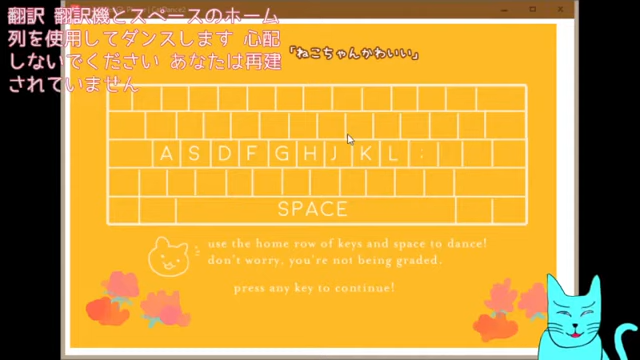 翻訳 翻訳機とスペースのホーム
列を使用してダンスします 心配
しないでください あなたは再建
されていません
「ねこちゃんかわいい」
A S D F G H J K L ;
SPACE
use the home row of keys and space to dance!
don't worry, you're not being graded.
press any key to continue!